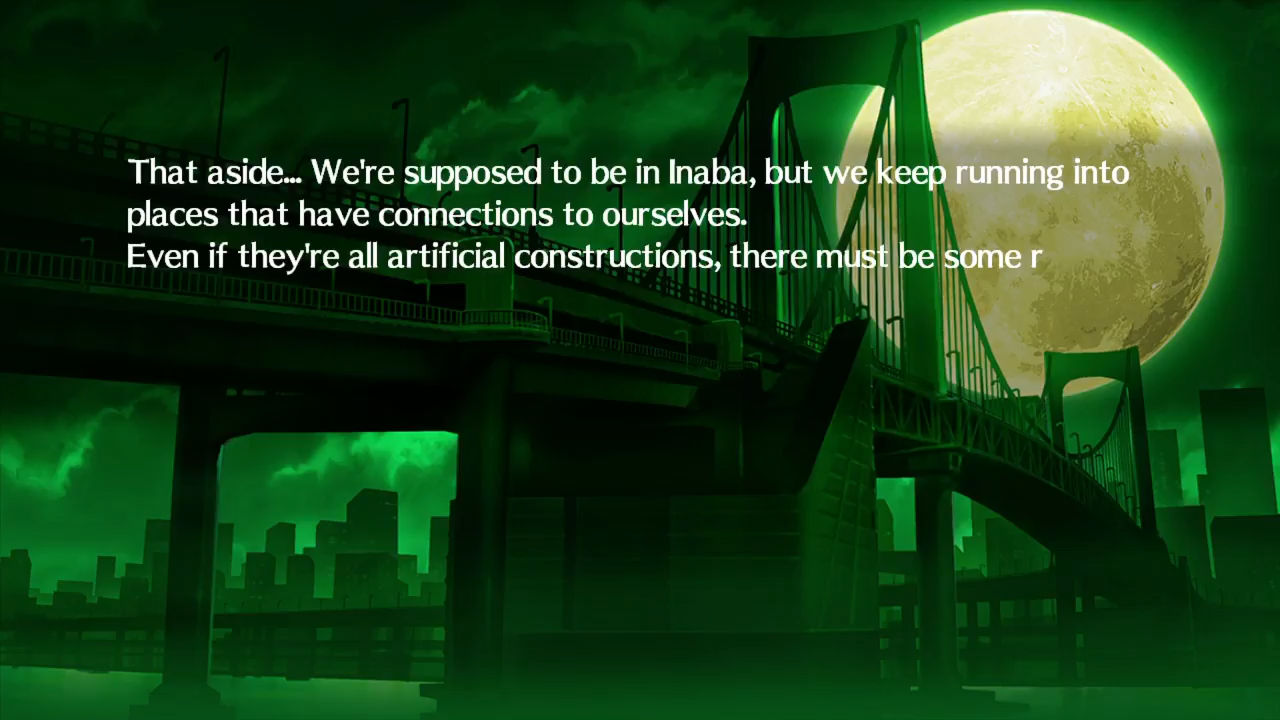 That aside... We're supposed to be in Inaba, but we keep running into
places that have connections to ourselves.
Even if they're all artificial constructions, there must be some r